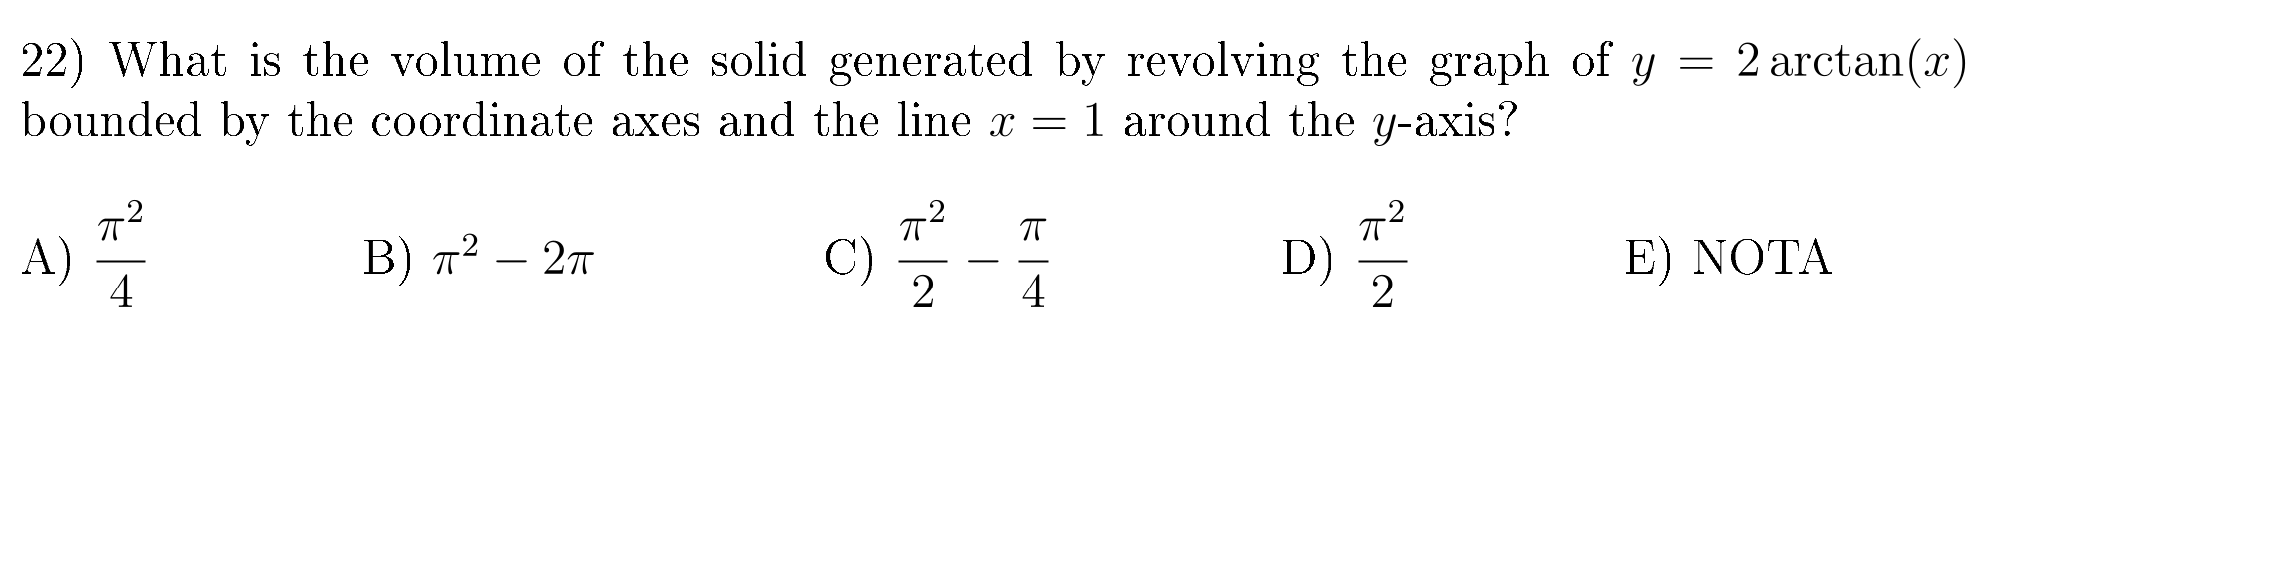 22) What is the volume of the solid generated by revolving the graph of y = 2 arctan(x)
bounded by the coordinate axes and the line x = 1 around the y-axis?
A) π²/4 B) π² − 2π C) π²/2 − π/4 D) π²/2 E) NOTA